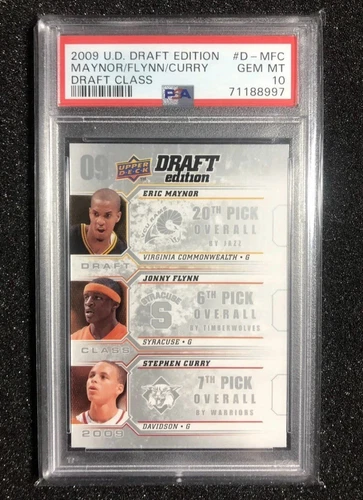 2009 U.D. DRAFT EDITION #D-MFC
MAYNOR/FLYNN/CURRY GEM MT
DRAFT CLASS 10
PSA 71188997
09
UPPER DECK
DRAFT
edition
ERIC MAYNOR
20TH PICK
OVERALL
BY JAZZ
DRAFT
VIRGINIA COMMONWEALTH • G
JONNY FLYNN
SYRACUSE
S
6TH PICK
OVERALL
BY TIMBERWOLVES
CLASS
SYRACUSE • G
STEPHEN CURRY
7TH PICK
OVERALL
BY WARRIORS
2009
DAVIDSON • G